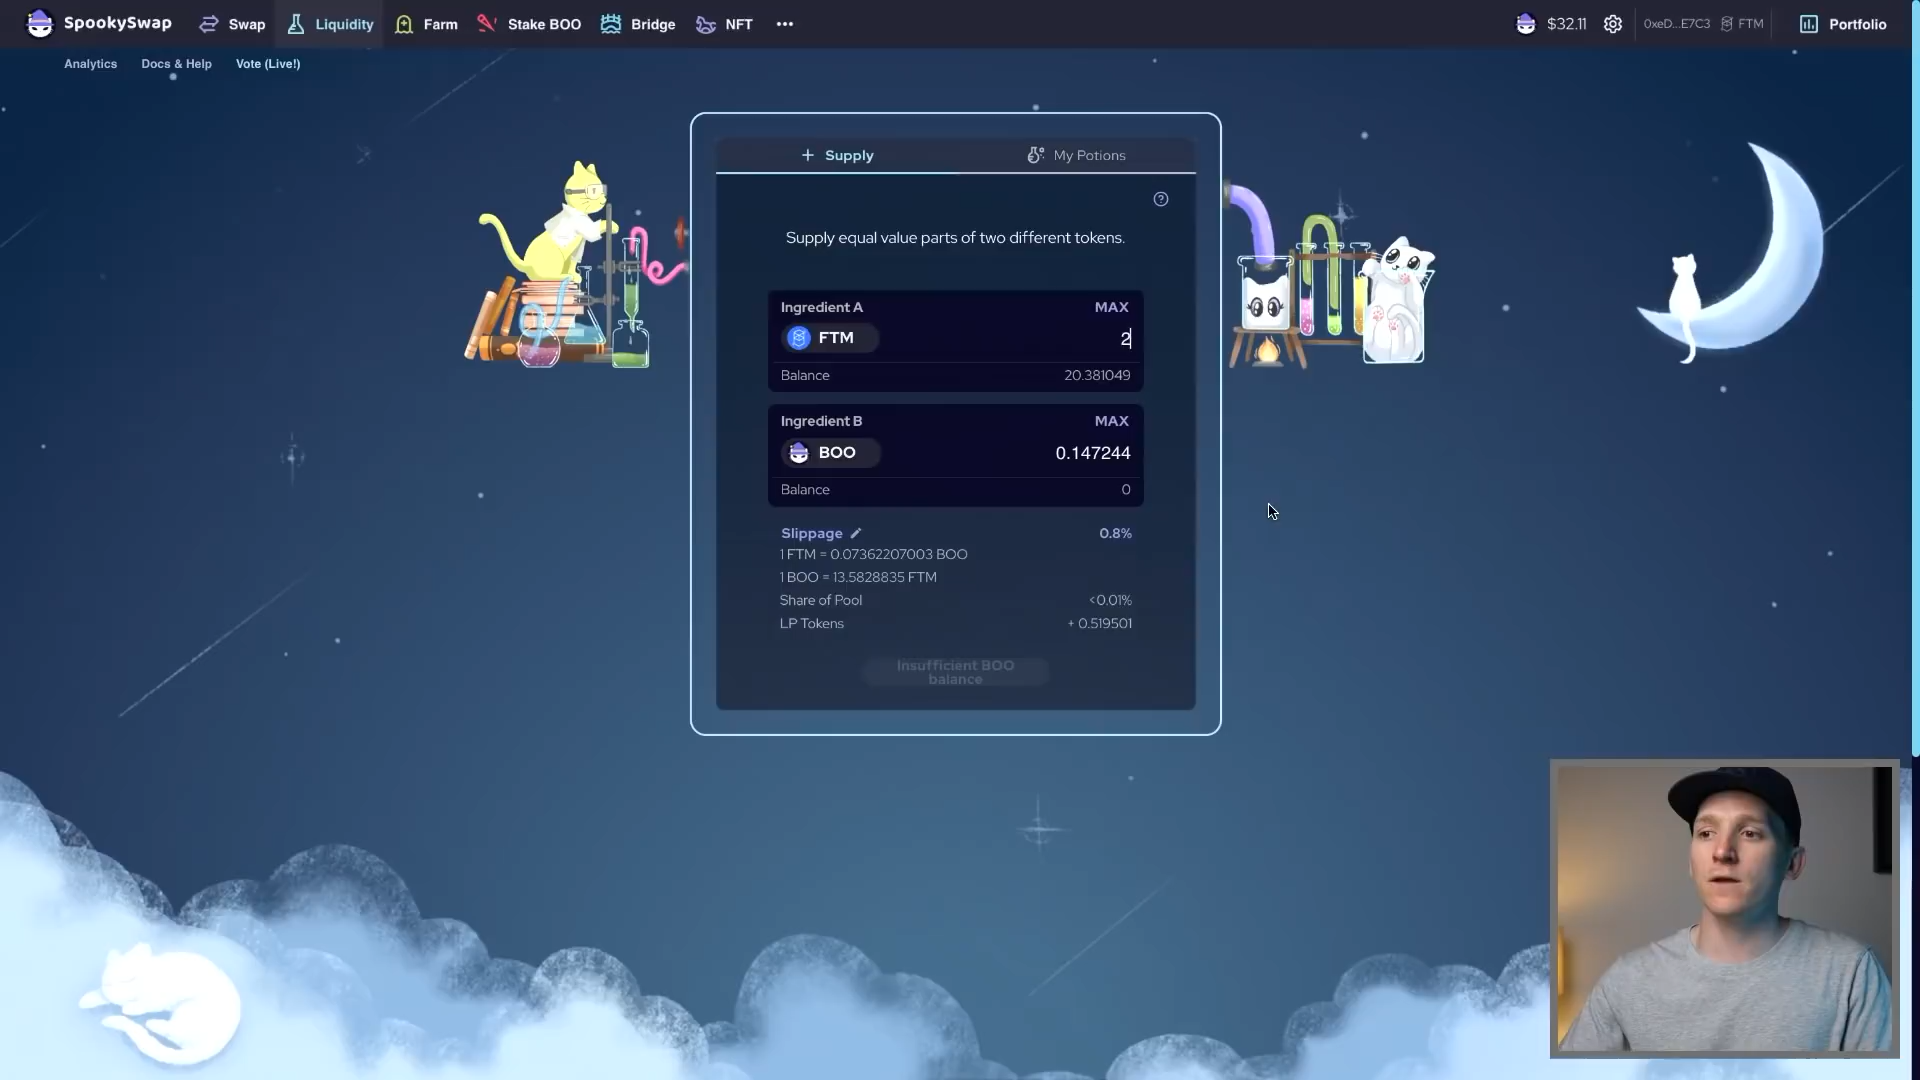 SpookySwap
Swap
Liquidity
Farm
Stake BOO
Bridge
NFT
$32.11
0xeD...E7C3
FTM
Portfolio
Analytics
Docs & Help
Vote (Live!)
+ Supply
My Potions
Supply equal value parts of two different tokens.
Ingredient A
MAX
FTM
2
Balance
20.381049
Ingredient B
MAX
BOO
0.147244
Balance
0
Slippage
0.8%
1 FTM = 0.07362207003 BOO
1 BOO = 13.5828835 FTM
Share of Pool
<0.01%
LP Tokens
+ 0.519501
Insufficient BOO
balance